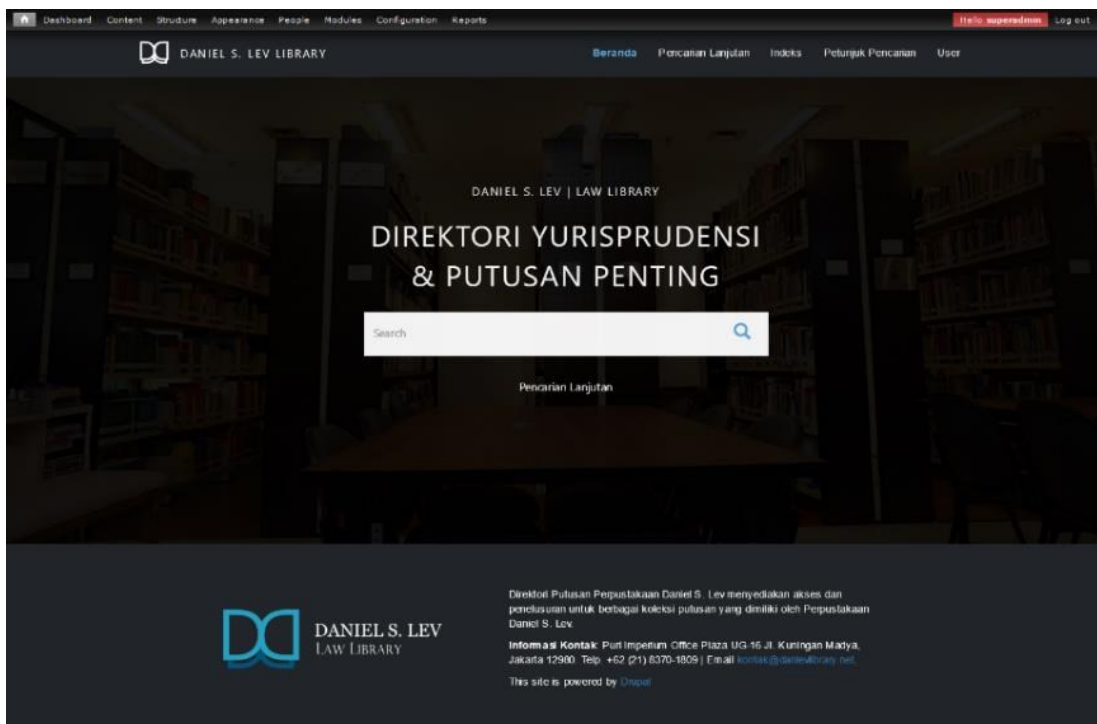 Dashboard Content Structure Appearance People Modules Configuration Reports Hello superadmin Log out
DANIEL S. LEV LIBRARY Beranda Pencarian Lanjutan Indeks Petunjuk Pencarian User
DANIEL S. LEV | LAW LIBRARY
DIREKTORI YURISPRUDENSI
& PUTUSAN PENTING
Search
Pencarian Lanjutan
DANIEL S. LEV
LAW LIBRARY
Direktori Putusan Perpustakaan Daniel S. Lev menyediakan akses dan
penelusuran untuk berbagai koleksi putusan yang dimiliki oleh Perpustakaan
Daniel S. Lev.
Informasi Kontak: Puri Imperium Office Plaza UG-16 Jl. Kuningan Madya,
Jakarta 12980. Telp. +62 (21) 8370-1809 | Email
This site is powered by Drupal